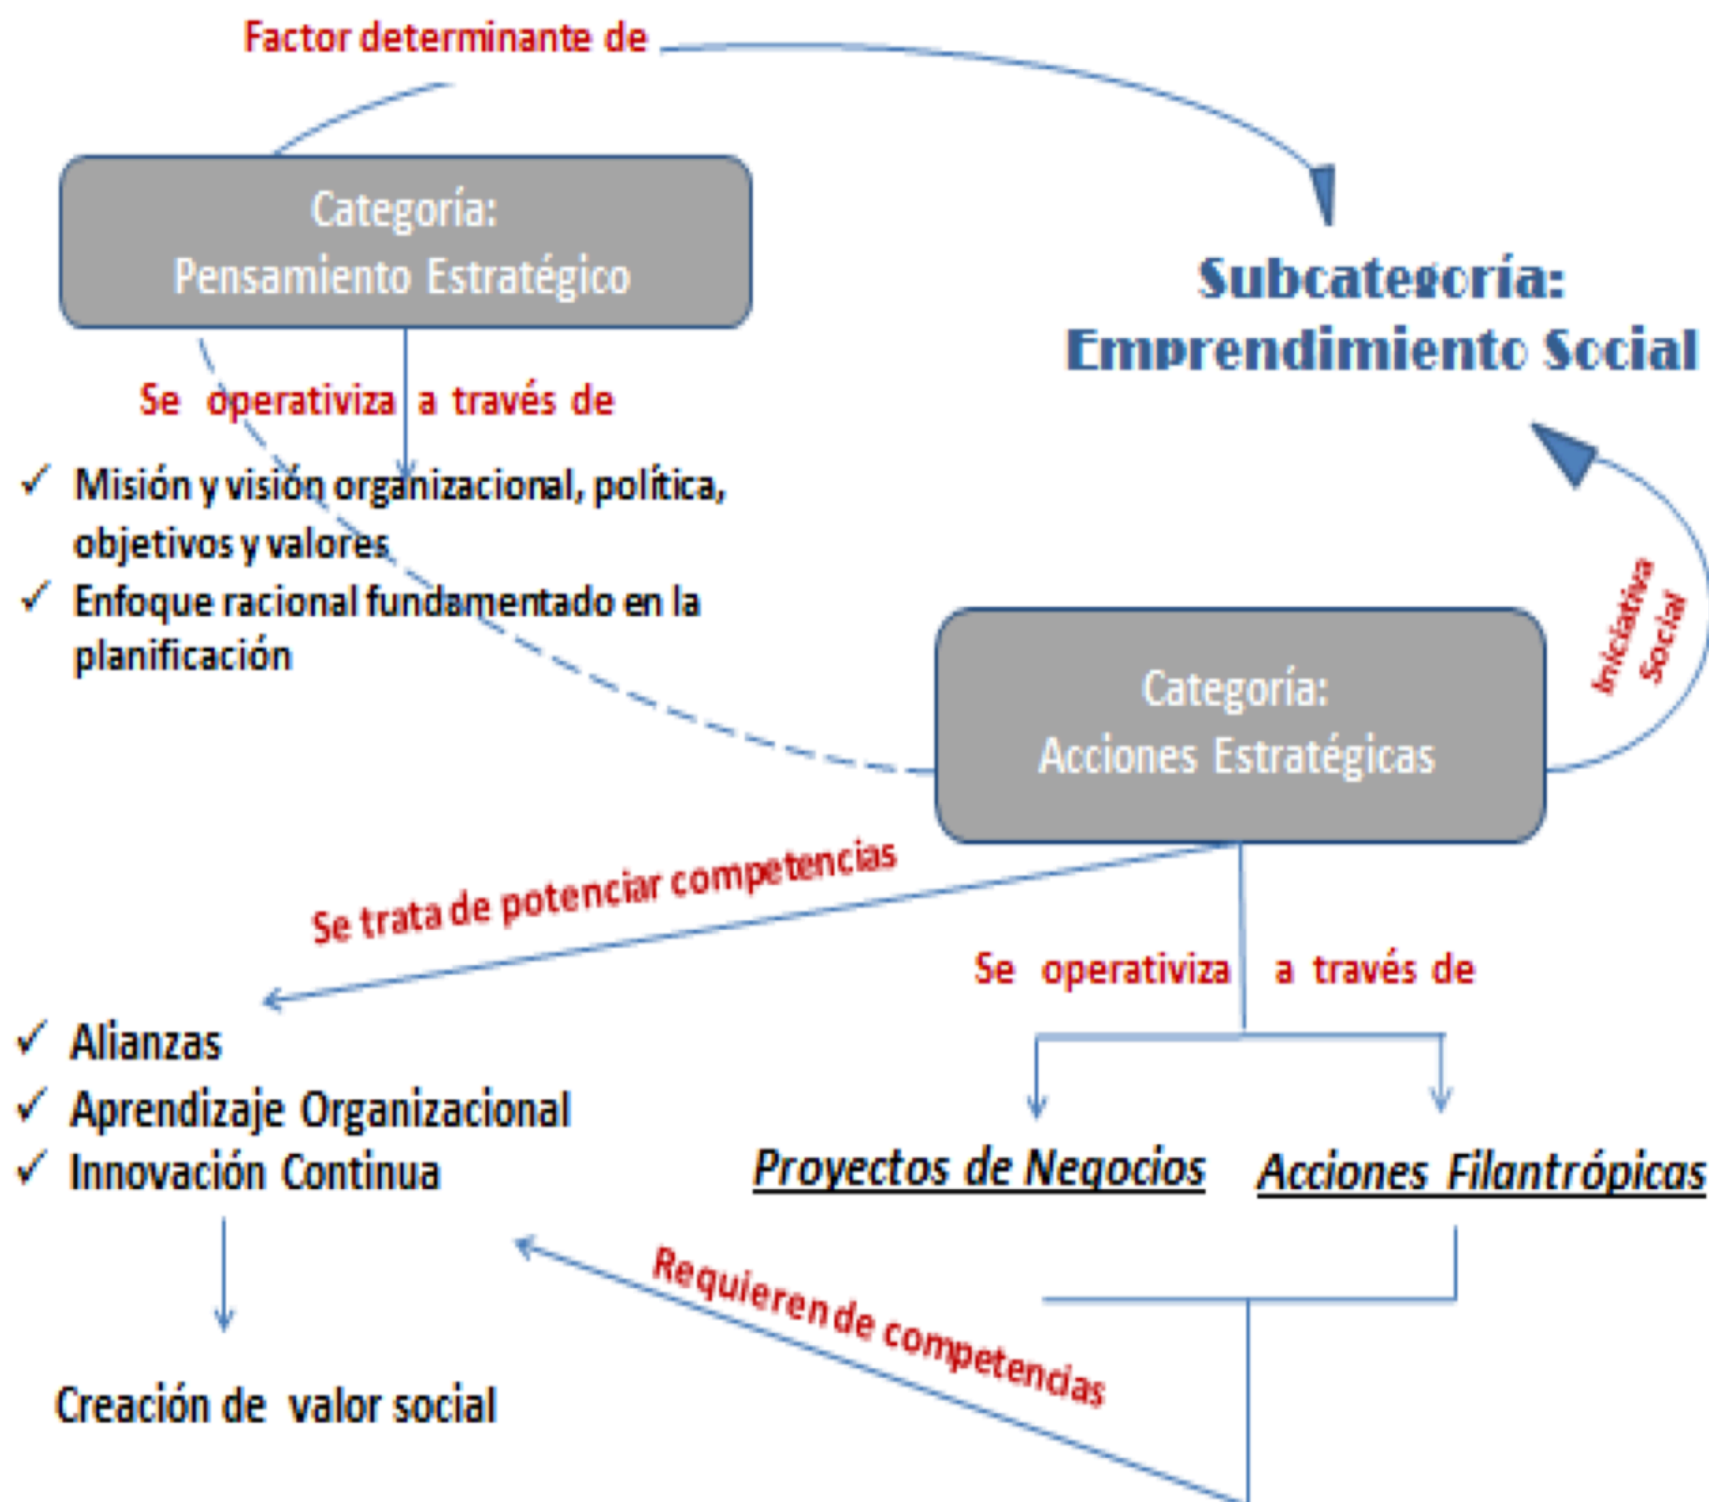 Factor determinante de
Categoría:
Pensamiento Estratégico
Subcategoría:
Emprendimiento Social
Se operativiza a través de
✓ Misión y visión organizacional, política,
objetivos y valores
✓ Enfoque racional fundamentado en la
planificación
Iniciativa
Social
Categoría:
Acciones Estratégicas
Se trata de potenciar competencias
Se operativiza a través de
✓ Alianzas
✓ Aprendizaje Organizacional
✓ Innovación Continua
Proyectos de Negocios
Acciones Filantrópicas
Requieren de competencias
Creación de valor social